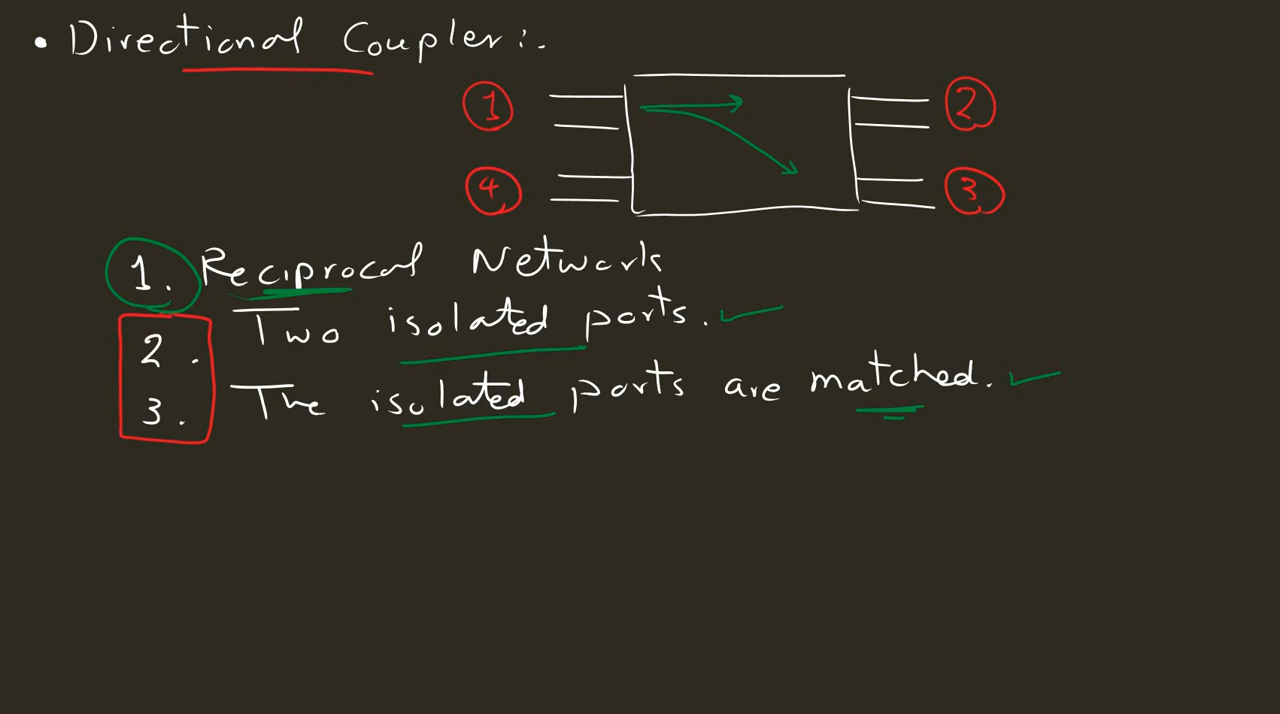 • Directional Coupler:.
1 2
4 3
1. Reciprocal Network
2. Two isolated ports.
3. The isolated ports are matched.